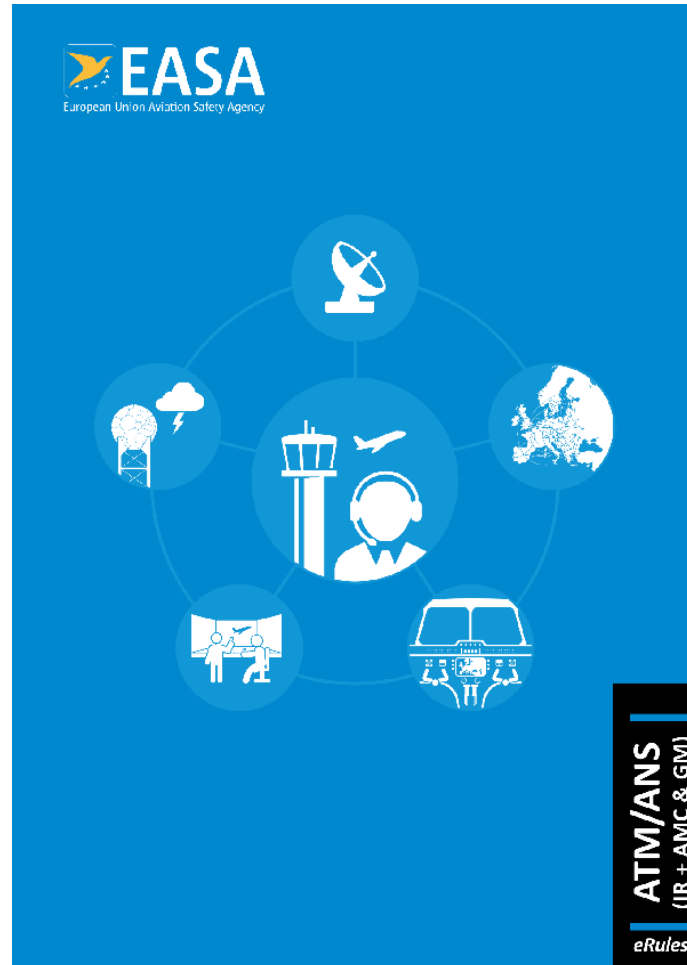 EASA
European Union Aviation Safety Agency
ATM/ANS
(IR + AMC & GM)
eRules